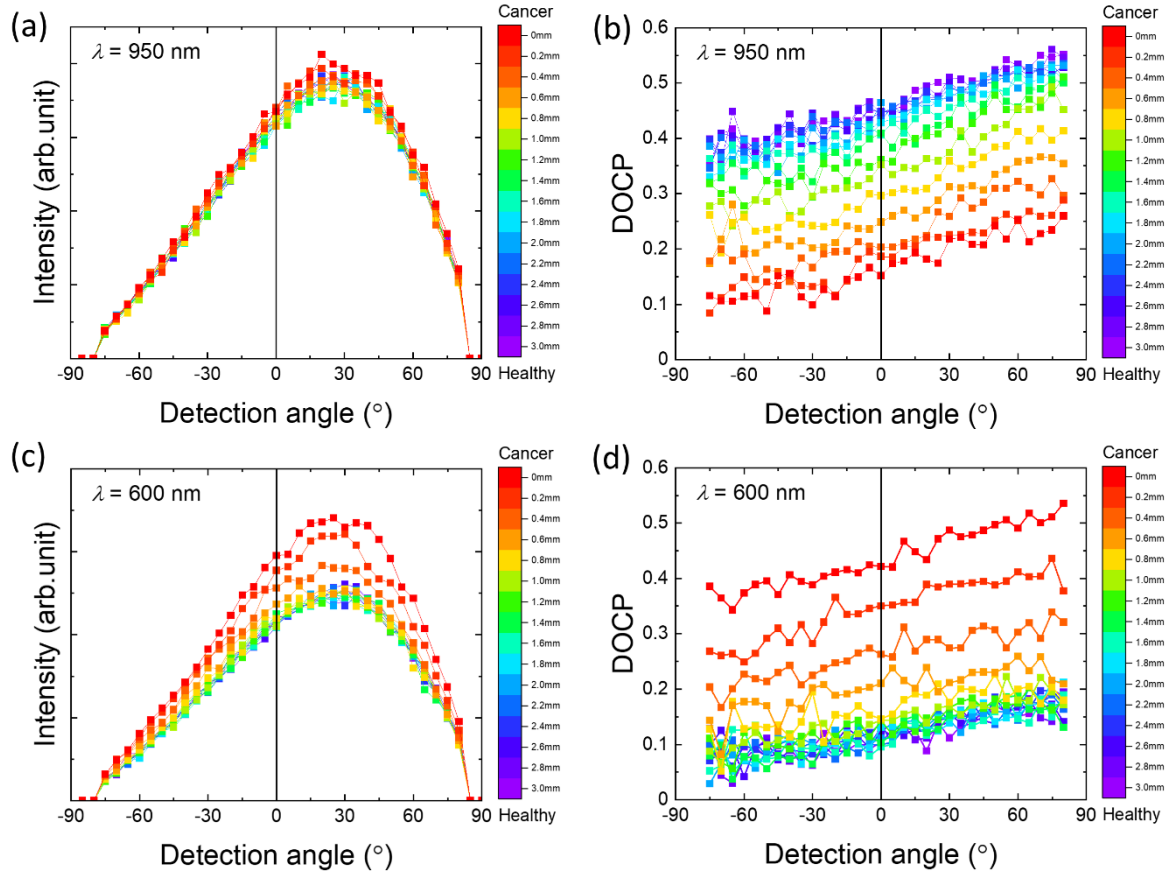 (a)
λ = 950 nm
Intensity (arb.unit)
-90 -60 -30 0 30 60 90
Detection angle (°)
Cancer
0mm
0.2mm
0.4mm
0.6mm
0.8mm
1.0mm
1.2mm
1.4mm
1.6mm
1.8mm
2.0mm
2.2mm
2.4mm
2.6mm
2.8mm
3.0mm
Healthy
(b)
λ = 950 nm
DOCP
0.6
0.5
0.4
0.3
0.2
0.1
0
-90 -60 -30 0 30 60 90
Detection angle (°)
Cancer
0mm
0.2mm
0.4mm
0.6mm
0.8mm
1.0mm
1.2mm
1.4mm
1.6mm
1.8mm
2.0mm
2.2mm
2.4mm
2.6mm
2.8mm
3.0mm
Healthy
(c)
λ = 600 nm
Intensity (arb.unit)
-90 -60 -30 0 30 60 90
Detection angle (°)
Cancer
0mm
0.2mm
0.4mm
0.6mm
0.8mm
1.0mm
1.2mm
1.4mm
1.6mm
1.8mm
2.0mm
2.2mm
2.4mm
2.6mm
2.8mm
3.0mm
Healthy
(d)
λ = 600 nm
DOCP
0.6
0.5
0.4
0.3
0.2
0.1
0
-90 -60 -30 0 30 60 90
Detection angle (°)
Cancer
0mm
0.2mm
0.4mm
0.6mm
0.8mm
1.0mm
1.2mm
1.4mm
1.6mm
1.8mm
2.0mm
2.2mm
2.4mm
2.6mm
2.8mm
3.0mm
Healthy